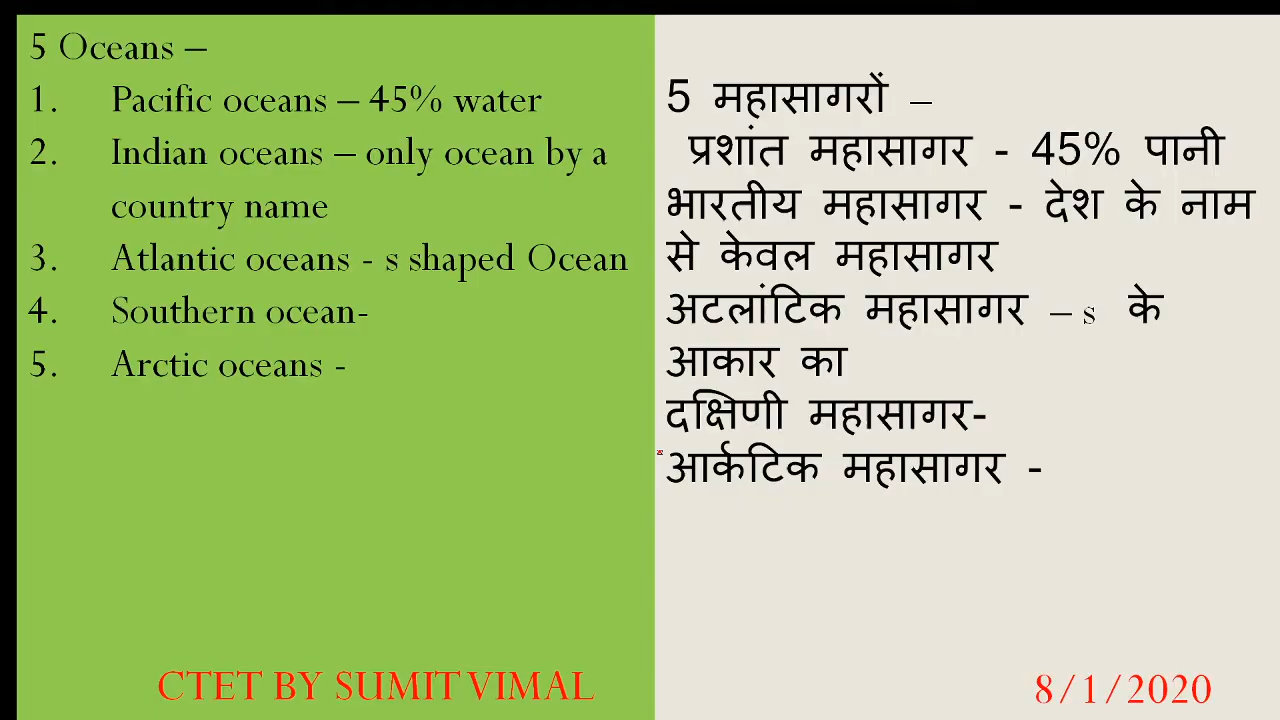 5 Oceans –
1. Pacific oceans – 45% water
2. Indian oceans – only ocean by a
country name
3. Atlantic oceans - s shaped Ocean
4. Southern ocean-
5. Arctic oceans -
5 महासागरों –
प्रशांत महासागर - 45% पानी
भारतीय महासागर - देश के नाम
से केवल महासागर
अटलांटिक महासागर – s के
आकार का
दक्षिणी महासागर-
आर्कटिक महासागर -
CTET BY SUMIT VIMAL
8/1/2020